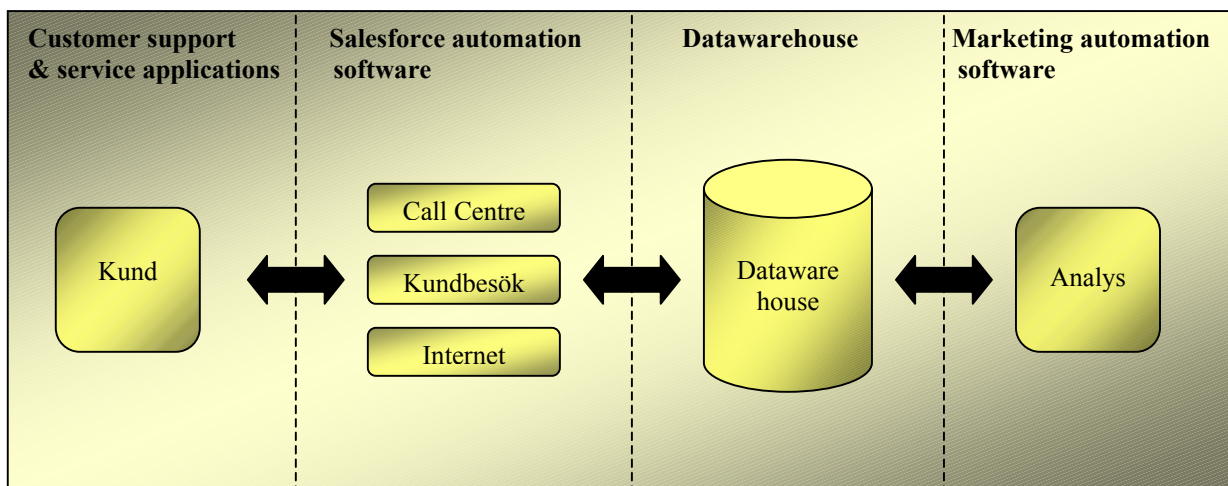 Customer support
& service applications
Salesforce automation
software
Datawarehouse
Marketing automation
software
Kund
Call Centre
Kundbesök
Internet
Dataware
house
Analys